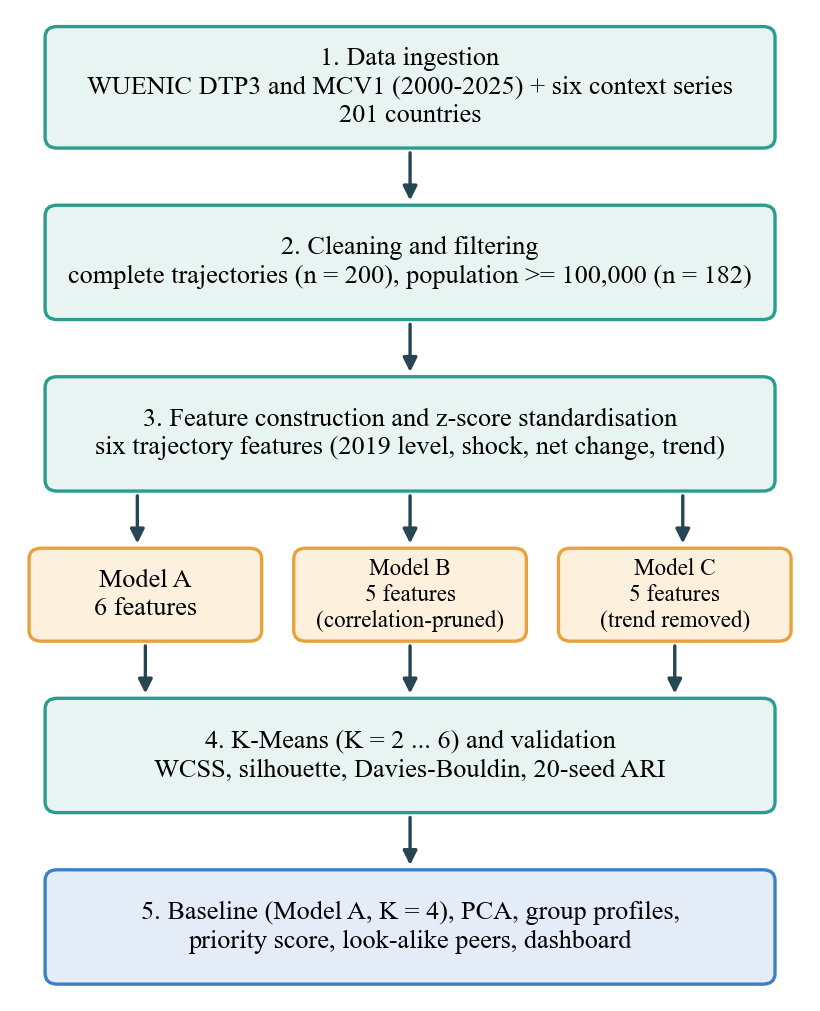 1. Data ingestion
WUENIC DTP3 and MCV1 (2000-2025) + six context series
201 countries
2. Cleaning and filtering
complete trajectories (n = 200), population >= 100,000 (n = 182)
3. Feature construction and z-score standardisation
six trajectory features (2019 level, shock, net change, trend)
Model A
6 features
Model B
5 features
(correlation-pruned)
Model C
5 features
(trend removed)
4. K-Means (K = 2 ... 6) and validation
WCSS, silhouette, Davies-Bouldin, 20-seed ARI
5. Baseline (Model A, K = 4), PCA, group profiles,
priority score, look-alike peers, dashboard